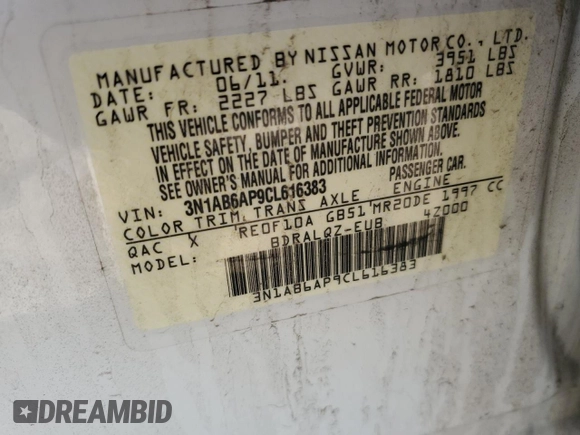 MANUFACTURED BY NISSAN MOTOR CO., LTD.
DATE: 06/11. GVWR: 3951 LBS
GAWR FR: 2227 LBS GAWR RR: 1810 LBS
THIS VEHICLE CONFORMS TO ALL APPLICABLE FEDERAL MOTOR
VEHICLE SAFETY, BUMPER AND THEFT PREVENTION STANDARDS
IN EFFECT ON THE DATE OF MANUFACTURE SHOWN ABOVE.
SEE OWNER'S MANUAL FOR ADDITIONAL INFORMATION.
VIN: 3N1AB6AP9CL616383 PASSENGER CAR.
COLOR TRIM TRANS AXLE ENGINE
QAC X RE0F10A GB51 MR20DE 1997 CC
MODEL: BDRALQZ-EUB 4Z000
3N1AB6AP9CL616383
DREAMBID